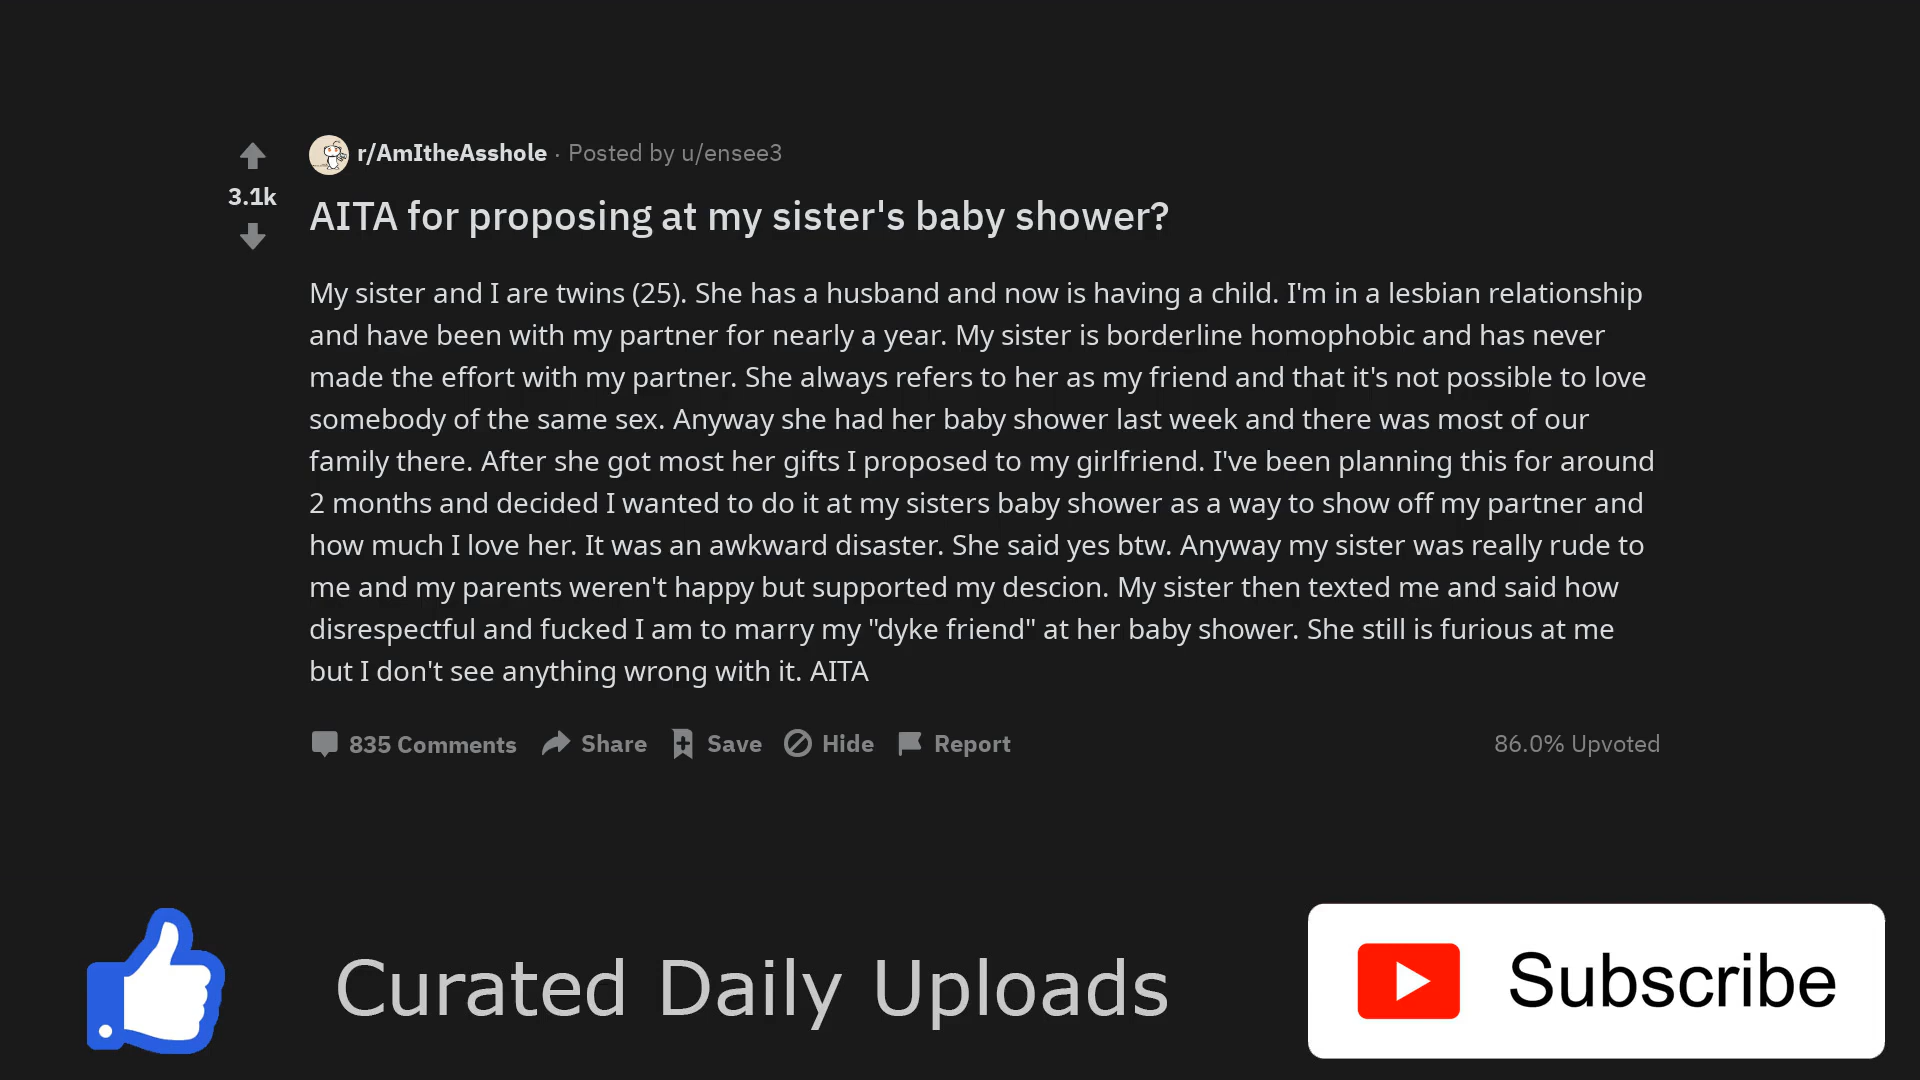 r/AmItheAsshole · Posted by u/ensee3
3.1k
AITA for proposing at my sister's baby shower?
My sister and I are twins (25). She has a husband and now is having a child. I'm in a lesbian relationship
and have been with my partner for nearly a year. My sister is borderline homophobic and has never
made the effort with my partner. She always refers to her as my friend and that it's not possible to love
somebody of the same sex. Anyway she had her baby shower last week and there was most of our
family there. After she got most her gifts I proposed to my girlfriend. I've been planning this for around
2 months and decided I wanted to do it at my sisters baby shower as a way to show off my partner and
how much I love her. It was an awkward disaster. She said yes btw. Anyway my sister was really rude to
me and my parents weren't happy but supported my descion. My sister then texted me and said how
disrespectful and fucked I am to marry my "dyke friend" at her baby shower. She still is furious at me
but I don't see anything wrong with it. AITA
835 Comments Share Save Hide Report 86.0% Upvoted
Curated Daily Uploads
Subscribe